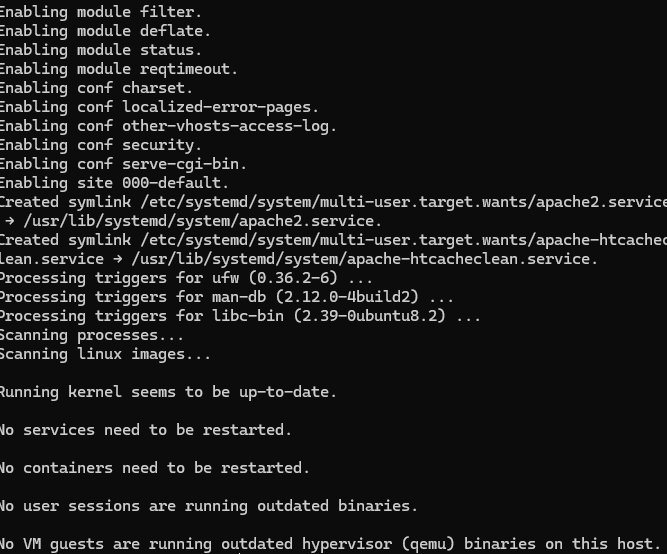 Enabling module filter.
Enabling module deflate.
Enabling module status.
Enabling module reqtimeout.
Enabling conf charset.
Enabling conf localized-error-pages.
Enabling conf other-vhosts-access-log.
Enabling conf security.
Enabling conf serve-cgi-bin.
Enabling site 000-default.
Created symlink /etc/systemd/system/multi-user.target.wants/apache2.service
→ /usr/lib/systemd/system/apache2.service.
Created symlink /etc/systemd/system/multi-user.target.wants/apache-htcachec
lean.service → /usr/lib/systemd/system/apache-htcacheclean.service.
Processing triggers for ufw (0.36.2-6) ...
Processing triggers for man-db (2.12.0-4build2) ...
Processing triggers for libc-bin (2.39-0ubuntu8.2) ...
Scanning processes...
Scanning linux images...
Running kernel seems to be up-to-date.
No services need to be restarted.
No containers need to be restarted.
No user sessions are running outdated binaries.
No VM guests are running outdated hypervisor (qemu) binaries on this host.